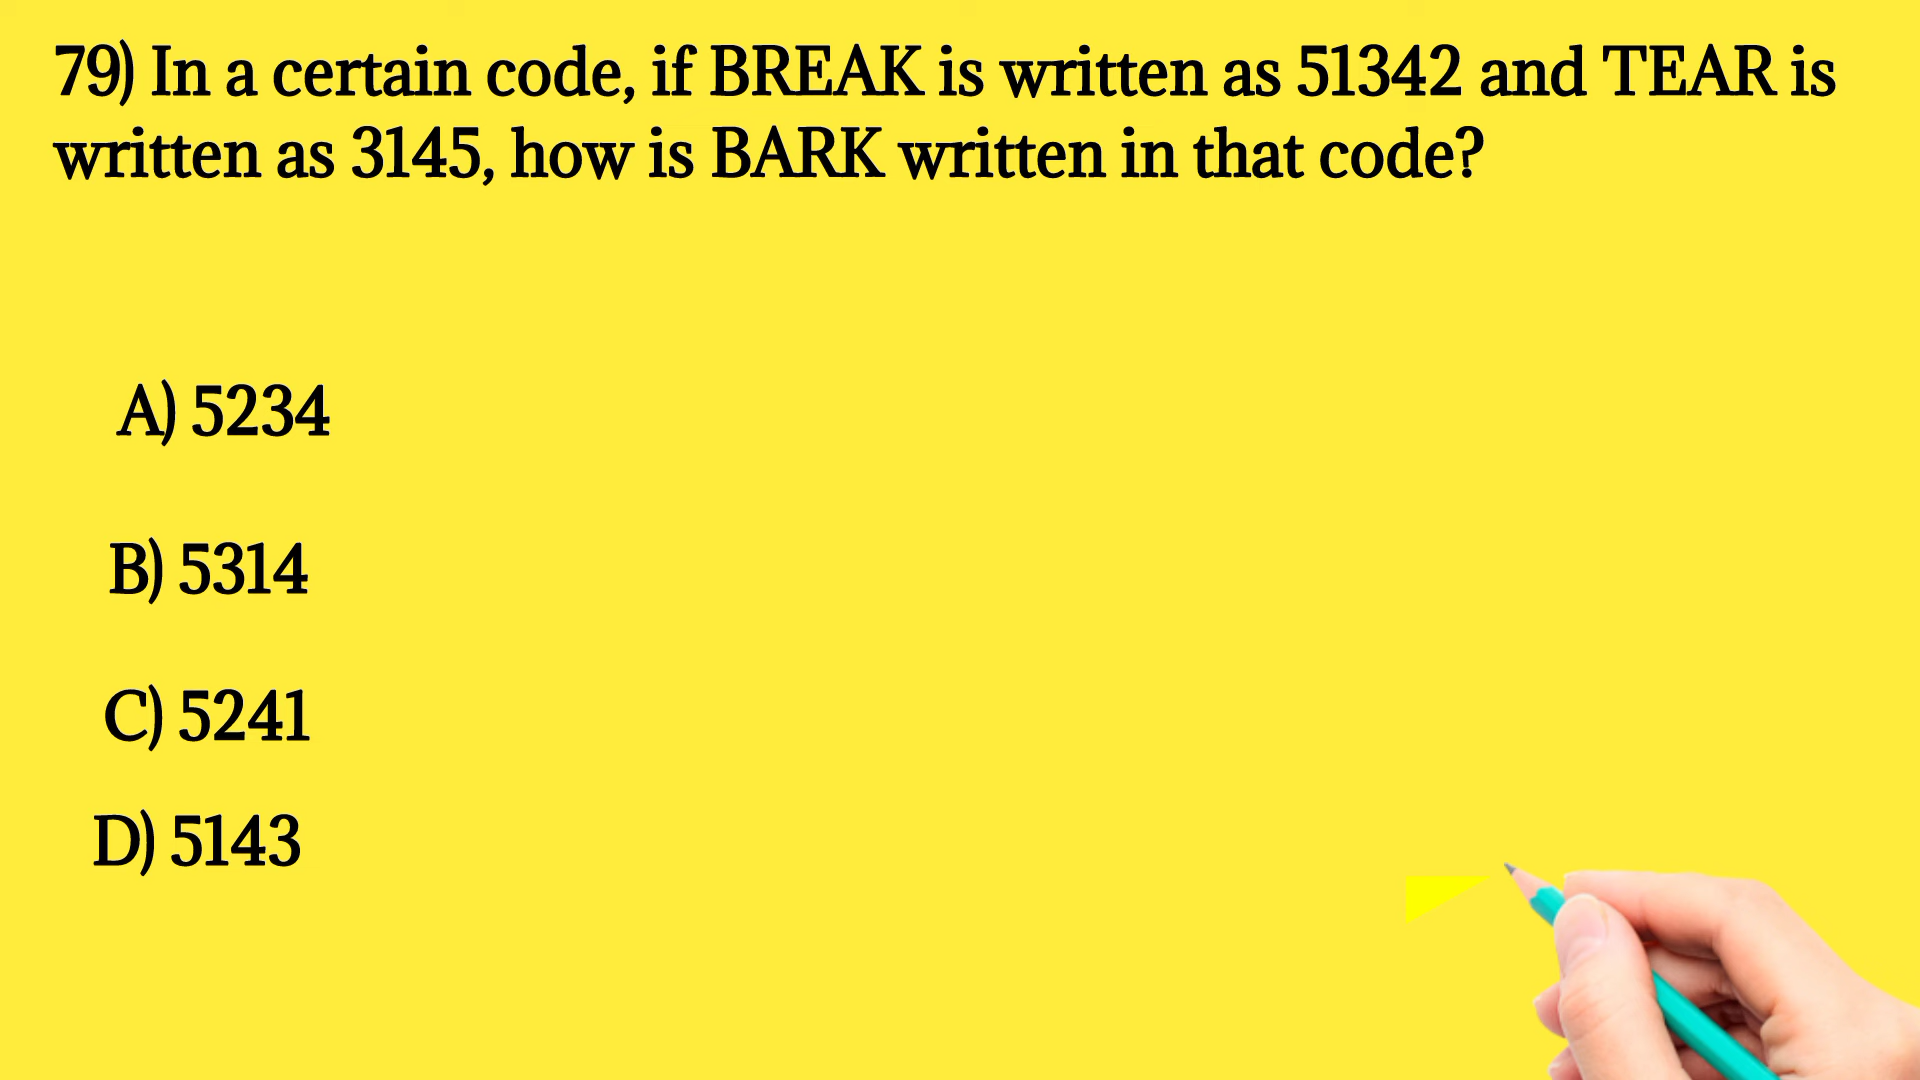 79) In a certain code, if BREAK is written as 51342 and TEAR is
written as 3145, how is BARK written in that code?
A) 5234
B) 5314
C) 5241
D) 5143